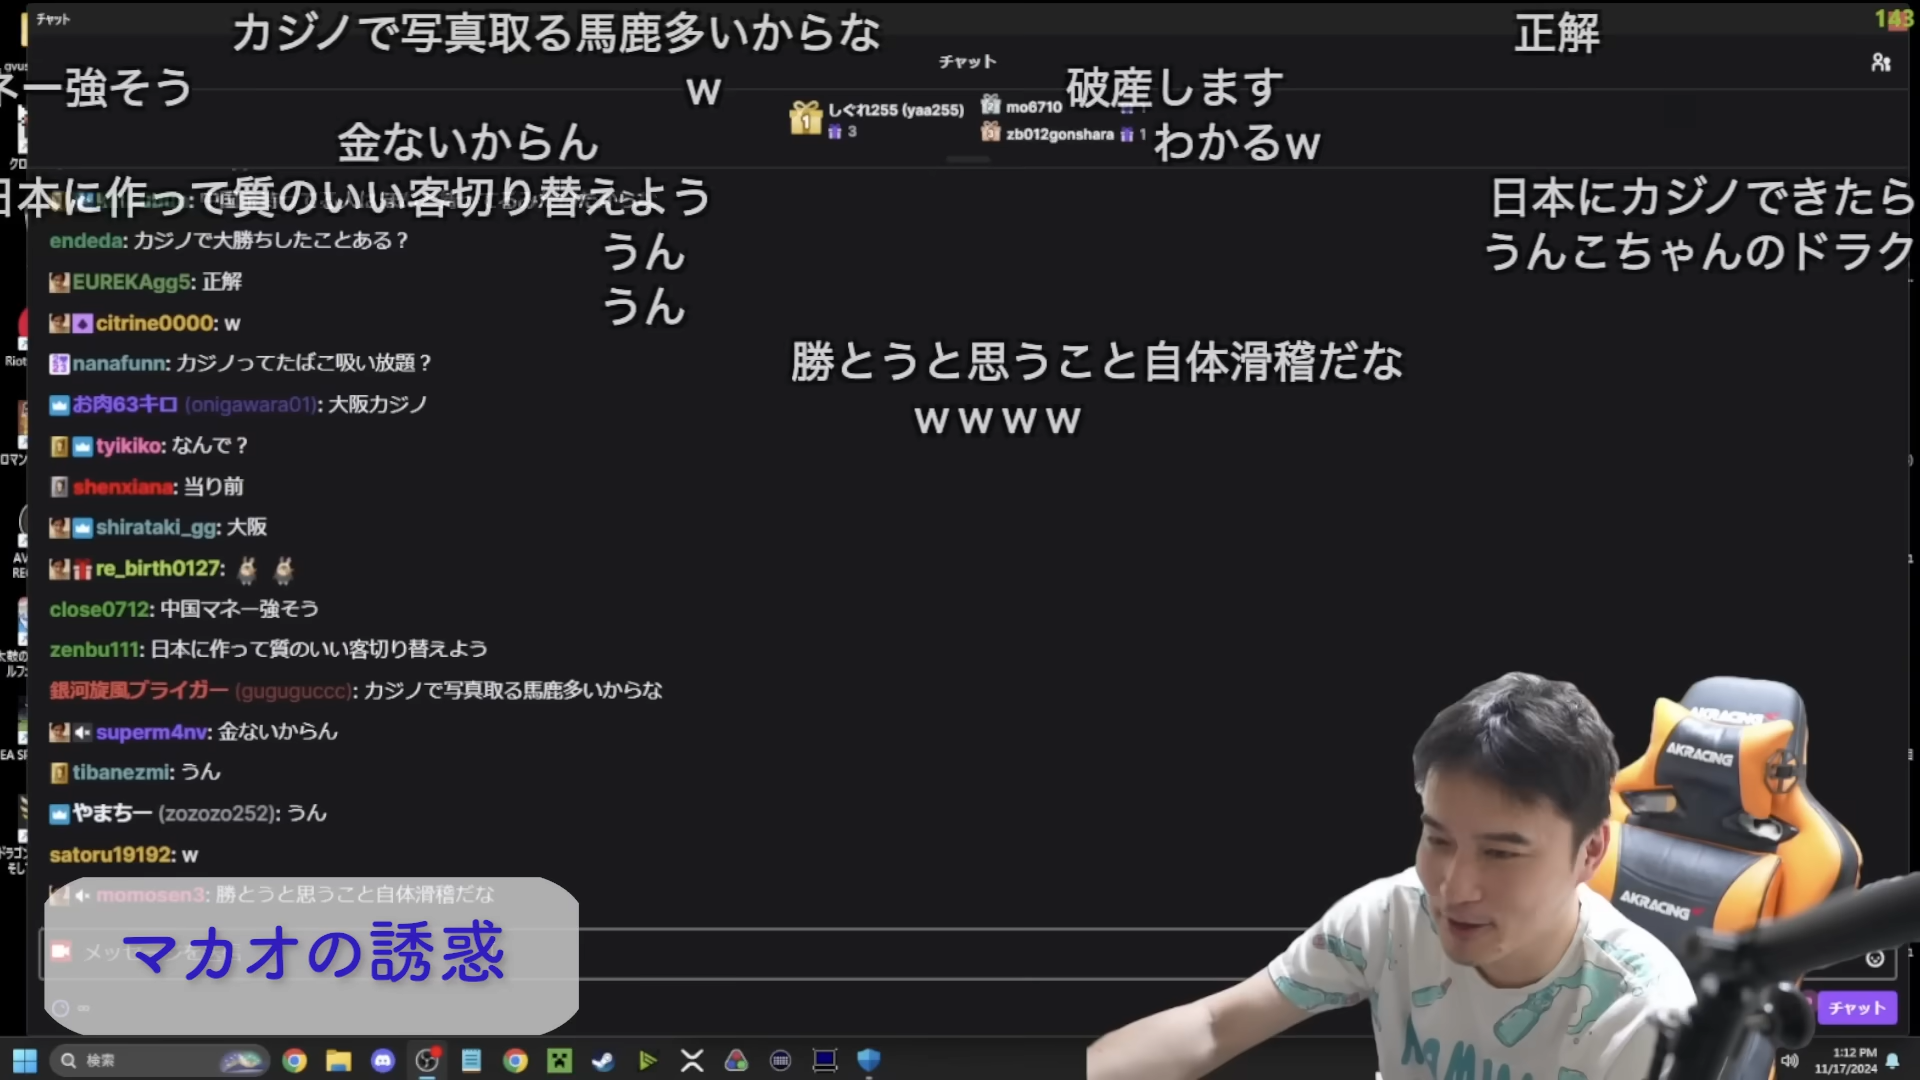 チャット
カジノで写真取る馬鹿多いからな
正解
143
チャット
ネー強そう
w
破産します
しぐれ255 (yaa255)
3
mo6710
zb012gonshara 1
金ないからん
わかるw
日本に作って質のいい客切り替えよう
日本にカジノできたら
うん
うんこちゃんのドラク
うん
勝とうと思うこと自体滑稽だな
wwww
endeda: カジノで大勝ちしたことある？
EUREKAgg5: 正解
citrine0000: w
nanafunn: カジノってたばこ吸い放題？
お肉63キロ (onigawara01): 大阪カジノ
tyikiko: なんで？
shenxiana: 当り前
shirataki_gg: 大阪
re_birth0127:
close0712: 中国マネー強そう
zenbu111: 日本に作って質のいい客切り替えよう
銀河旋風ブライガー (guguguccc): カジノで写真取る馬鹿多いからな
superm4nv: 金ないからん
tibanezmi: うん
やまちー (zozozo252): うん
satoru19192: w
momosen3: 勝とうと思うこと自体滑稽だな
マカオの誘惑
AKRACING
AKRACING
AKRACING
チャット
検索
1:12 PM
11/17/2024